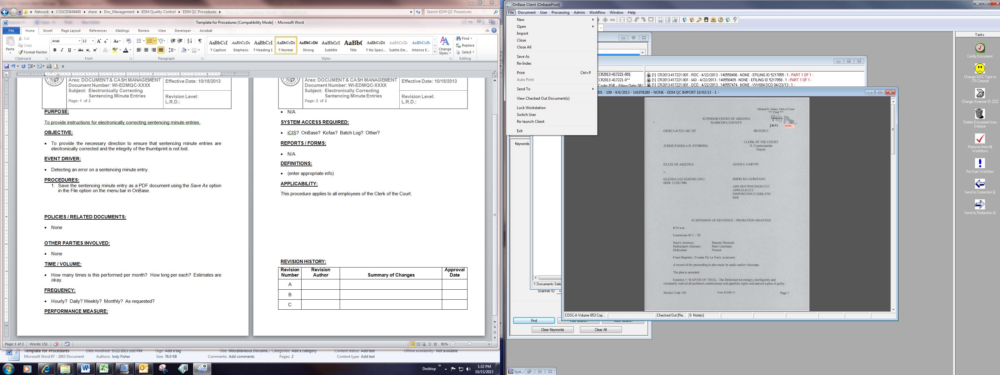 Network ▸ COSCDSM4400 ▸ share ▸ Doc_Management ▸ EDM Quality Control ▸ EDM QC Procedures ▸
Search EDM QC Procedures
Template for Procedures [Compatibility Mode] - Microsoft Word
File Home Insert Page Layout References Mailings Review View Developer Acrobat
Cut
Copy
Format Painter
Paste
Clipboard
Arial 12
Font
Paragraph
AaBbCcI AaBbCcDc AaBbCcI AaBbCcDc AaBbCcDd AaBbCcI AaBb( AaBbCcDd AaBbCcDc AaBbCcDt
¶ Caption Emphasis ¶ Heading 1 ¶ Normal Strong Subtitle Title ¶ No Spaci... Subtle Em... Intense E...
Change Styles
Styles
Find
Replace
Select
Editing
COUNTY
Area: DOCUMENT & CASH MANAGEMENT
Document Number: WI-EDMQC-XXXX
Subject: Electronically Correcting
Sentencing Minute Entries
Page: 1 of 2
Effective Date: 10/15/2013
Revision Level:
L.R.D.:
PURPOSE:
To provide instructions for electronically correcting sentencing minute entries.
OBJECTIVE:
• To provide the necessary direction to ensure that sentencing minute entries are
electronically corrected and the integrity of the thumbprint is not lost.
EVENT DRIVER:
• Detecting an error on a sentencing minute entry.
PROCEDURES:
1. Save the sentencing minute entry as a PDF document using the Save As option
in the File option on the menu bar in OnBase.
POLICIES / RELATED DOCUMENTS:
• None
OTHER PARTIES INVOLVED:
• None
TIME / VOLUME:
• How many times is this performed per month? How long per each? Estimates are
okay.
FREQUENCY:
• Hourly? Daily? Weekly? Monthly? As requested?
PERFORMANCE MEASURE:
COUNTY
Area: DOCUMENT & CASH MANAGEMENT
Document Number: WI-EDMQC-XXXX
Subject: Electronically Correcting
Sentencing Minute Entries
Page: 2 of 2
Effective Date: 10/15/2013
Revision Level:
L.R.D.:
• N/A
SYSTEM ACCESS REQUIRED:
• iCIS? OnBase? Kofax? Batch Log? Other?
REPORTS / FORMS:
• N/A
DEFINITIONS:
• (enter appropriate info)
APPLICABILITY:
This procedure applies to all employees of the Clerk of the Court.
REVISION HISTORY:
Revision Number Revision Author Summary of Changes Approval Date
A
B
C
Page: 1 of 2 Words: 151 91%
Template for Procedures Date modified: 5/22/2013 1:03 PM Tags: Add a tag Title: Miscellaneous Docume... Categories: Add a category Content status: Add text Offline availability: Not available
Microsoft Word 97 - 2003 Document Authors: Jody Fisher Size: 76.0 KB Comments: Add comments Pages: 2 Content type: Add text
Desktop
1:32 PM
10/15/2013
OnBase Client (OnbaseProd)
File Document User Processing Admin Workflow Window Help
New
Open
Import
Close
Close All
Save As
Re-Index
Print Ctrl+P
Auto Print
Send To
View Checked Out Document(s)
Lock Workstation
Switch User
Re-launch Client
Exit
CR2013-417221-001
CR2013-417221-0**
Code: PSR - Filing Date: 08/
[1] CR2013-417221-001 - ROC - 4/22/2013 - 140558406 - NONE - EFILING ID 5217855 - 1 - PART 1 OF 1 -
[1] CR2013-417221-001 - IAD - 4/22/2013 - 140558409 - NONE - EFILING ID 5217858 - 1 - PART 1 OF 1 -
[1] CR2013-417221-001 - DCO - 4/22/2013 - 140557474 - NONE - VVV004 DCO 04/23/13 - 1 -
001 - 109 - 9/6/2013 - 141978280 - NONE - EDM QC IMPORT 10/03/13 - 1 -
Keywords
Michael K. Jeanes, Clerk of Court
*** Filed ***
SUPERIOR COURT OF ARIZONA
MARICOPA COUNTY
CR2013-417221-001 DT 08/30/2013
CLERK OF THE COURT
JUDGE PAMELA D. SVOBODA D. Courtemanche
Deputy
STATE OF ARIZONA ADAM L GARVIN
v.
GLENDA LEE KISEMH (001) SHERI M LAURITANO
DOB: 11/20/1984
APO-SENTENCINGS-CCC
APPEALS-CCC
DISPOSITION CLERK-CSC
RFR
SUSPENSION OF SENTENCE - PROBATION GRANTED
8:54 a.m.
Courtroom SCT - 7B
State's Attorney: Ramsey Bronyah
Defendant's Attorney: Sheri Lauritano
Defendant: Present
Court Reporter, Yvonne De La Torre, is present.
A record of the proceeding is also made by audio and/or videotape.
The plea is accepted.
Count(s) 1: WAIVER OF TRIAL: The Defendant knowingly, intelligently and
voluntarily waived all pertinent constitutional and appellate rights and entered a plea of guilty.
Docket Code 109 Form R109B-10 Page 1
1 Documents Sele
Scanner ID =
COSC-A Volume 853 Cop... Checked Out [Re... 0 Note(s)
Find Text Search Note Search
Clear Keywords Clear All
Syst...
Tasks
Certify Document
Change DOC Type to
CR-Criminal
Change Scanner ID ZZZ
Delete Document from
Onbase
Remove from All
Workflows
Re-Start Workflow
Send to Correction Q
Send to Redaction Q